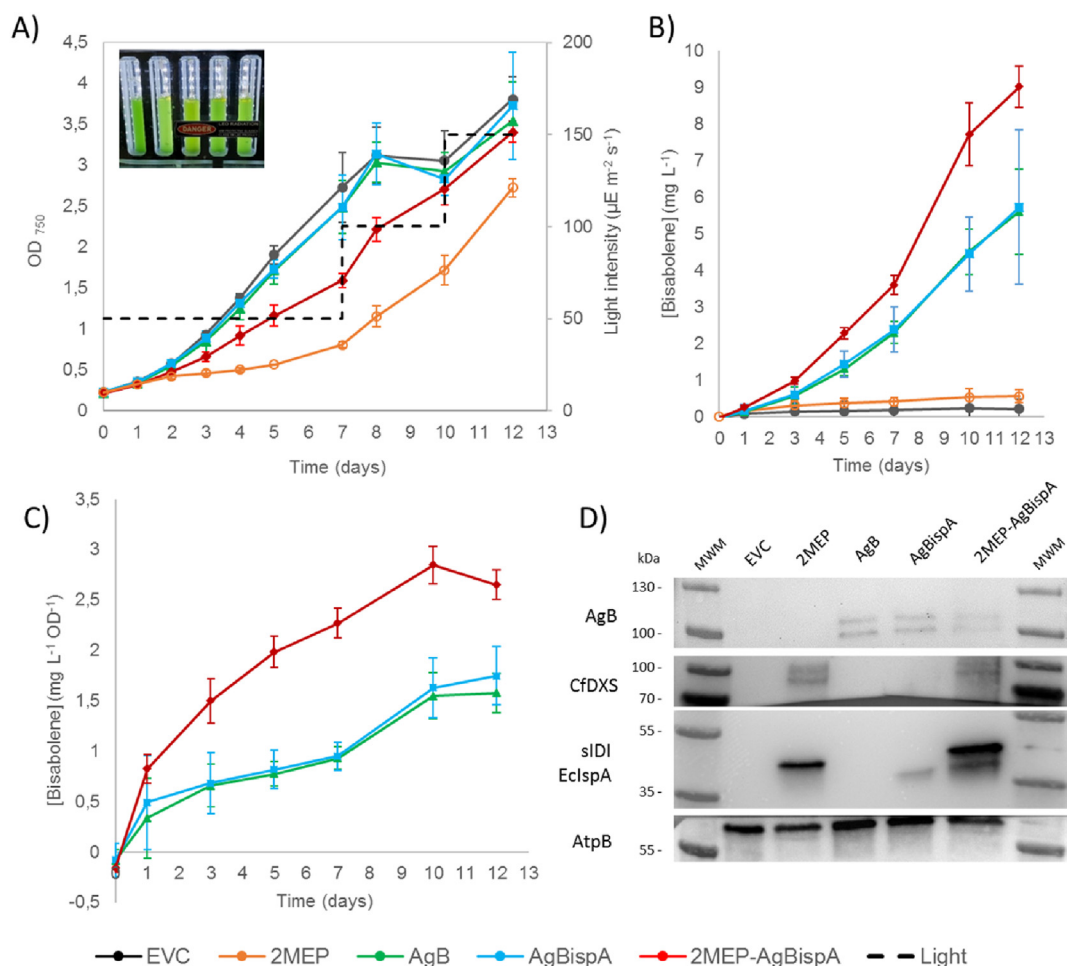 A)
4,5
4
3,5
3
2,5
2
1,5
1
0,5
0
OD 750
200
150
100
50
0
Light intensity (µE m-2 s-1)
DANGER
0 1 2 3 4 5 7 8 10 11 12 13
Time (days)
B)
10
9
8
7
6
5
4
3
2
1
0
[Bisabolene] (mg L-1)
0 1 3 4 5 6 7 8 9 10 11 12 13
Time (days)
C)
3,5
3
2,5
2
1,5
1
0,5
0
-0,5
[Bisabolene] (mg L-1 OD-1)
1 2 3 4 5 6 7 8 9 10 11 12 13
Time (days)
D)
MWM EVC 2MEP AgB AgBispA 2MEP-AgBispA MWM
kDa
130 -
AgB
100 -
100 -
CfDXS
70 -
55 -
sIDI
EcIspA
35 -
AtpB
55 -
EVC 2MEP AgB AgBispA 2MEP-AgBispA Light